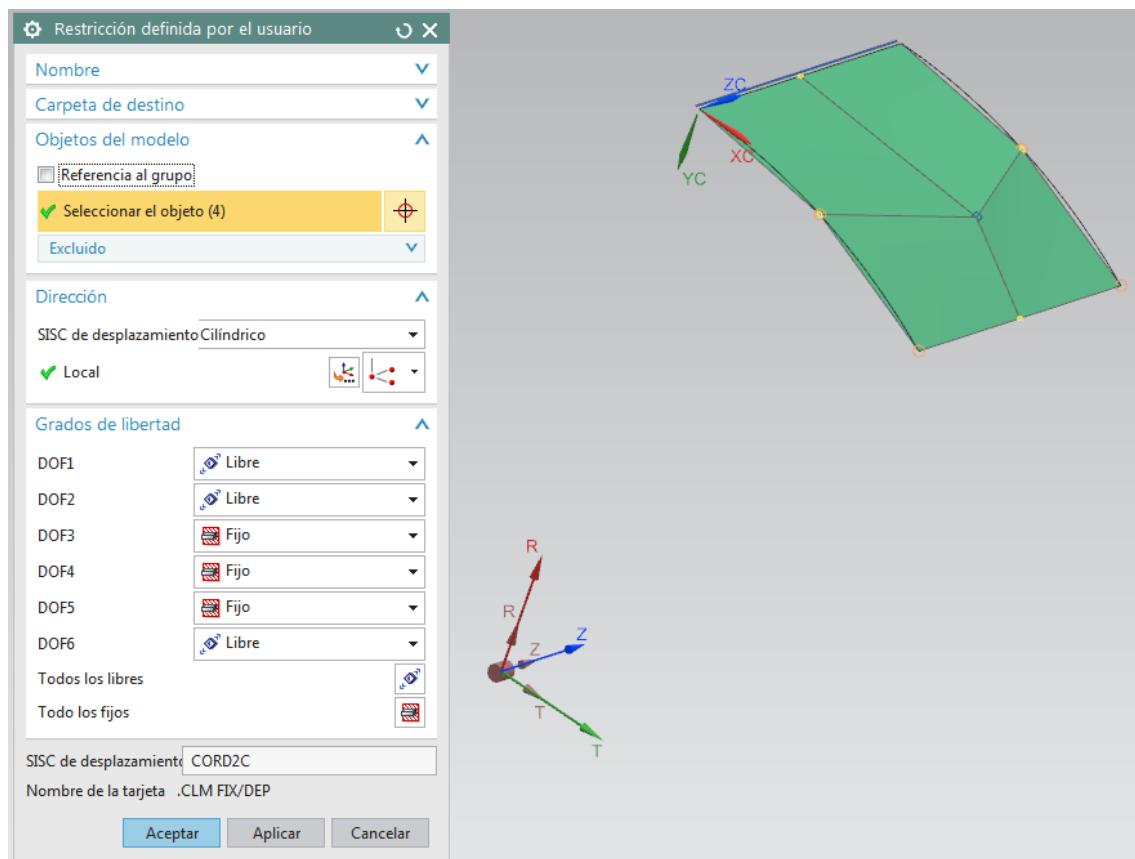 Restricción definida por el usuario
Nombre
Carpeta de destino
Objetos del modelo
Referencia al grupo
Seleccionar el objeto (4)
Excluido
Dirección
SISC de desplazamiento Cilíndrico
Local
Grados de libertad
DOF1 Libre
DOF2 Libre
DOF3 Fijo
DOF4 Fijo
DOF5 Fijo
DOF6 Libre
Todos los libres
Todo los fijos
SISC de desplazamiento CORD2C
Nombre de la tarjeta .CLM FIX/DEP
Aceptar Aplicar Cancelar
ZC
XC
YC
R
R
Z
Z
T
T